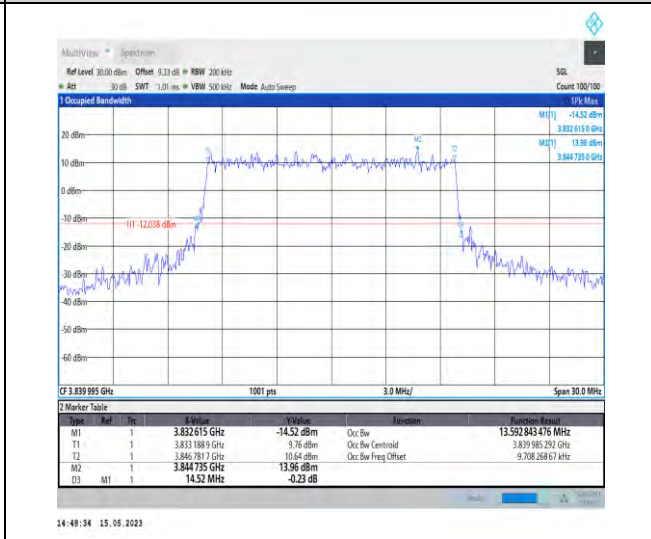 MultiView Spectrum
Ref Level 30.00 dBm Offset 9.33 dB RBW 200 kHz SGL
Att 30 dB SWT 1.01 ms VBW 500 kHz Mode Auto Sweep Count 100/100
1 Occupied Bandwidth 1Pk Max
M1[1] -14.52 dBm
3.832 615 0 GHz
M2[1] 13.98 dBm
3.844 735 0 GHz
M2
T2
20 dBm
10 dBm
0 dBm
-10 dBm
H1 -12.038 dBm
-20 dBm
-30 dBm
-40 dBm
-50 dBm
-60 dBm
CF 3.839 995 GHz 1001 pts 3.0 MHz/ Span 30.0 MHz
2 Marker Table
Type Ref Trc X-Value Y-Value Function Function Result
M1 1 3.832 615 GHz -14.52 dBm Occ Bw 13.592 843 476 MHz
T1 1 3.833 188 9 GHz 9.76 dBm Occ Bw Centroid 3.839 985 292 GHz
T2 1 3.846 781 7 GHz 10.64 dBm Occ Bw Freq Offset -9.708 268 67 kHz
M2 1 3.844 735 GHz 13.96 dBm
D3 M1 1 14.52 MHz -0.23 dB
14:48:34 15.05.2023